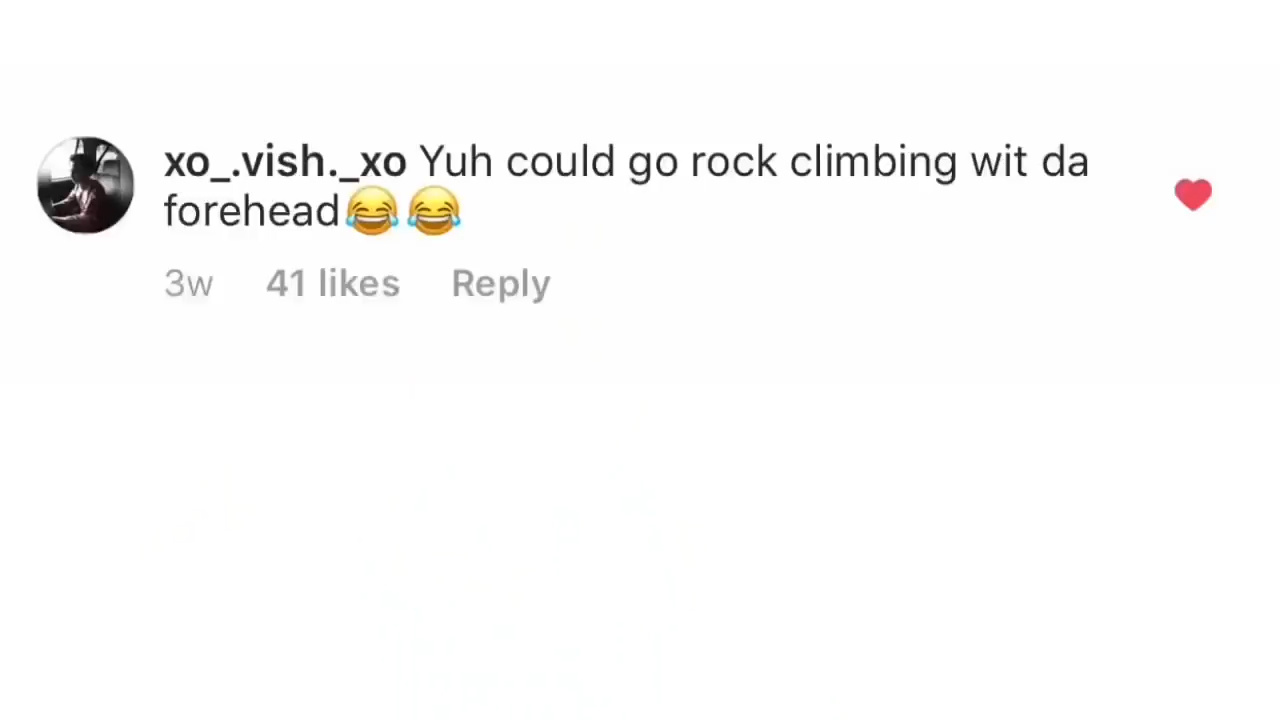 xo_.vish._xo Yuh could go rock climbing wit da
forehead😂😂
3w 41 likes Reply